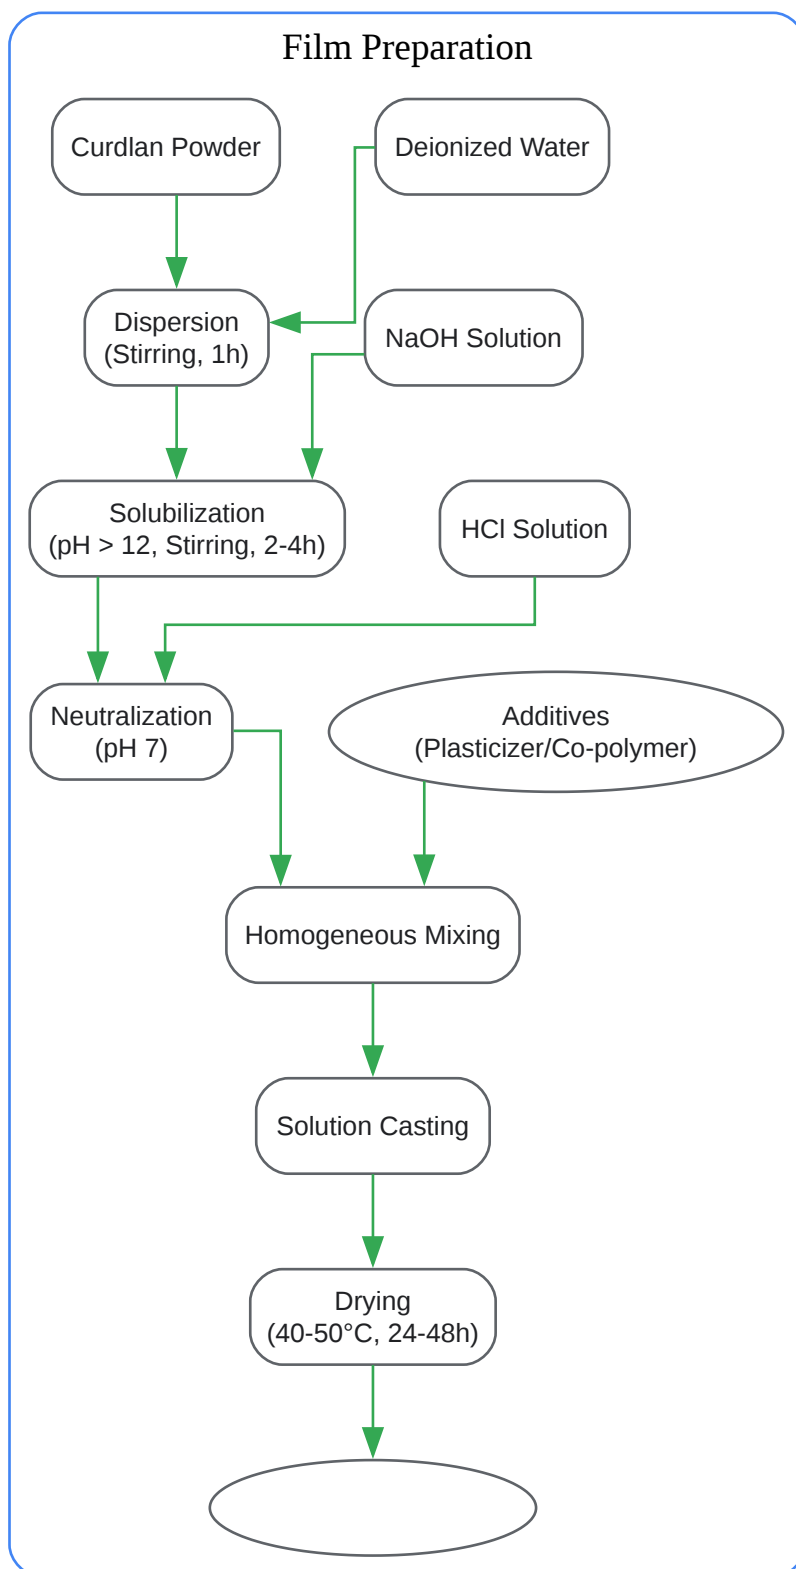 Film Preparation
Curdlan Powder
Deionized Water
Dispersion
(Stirring, 1h)
NaOH Solution
Solubilization
(pH > 12, Stirring, 2-4h)
HCl Solution
Neutralization
(pH 7)
Additives
(Plasticizer/Co-polymer)
Homogeneous Mixing
Solution Casting
Drying
(40-50°C, 24-48h)